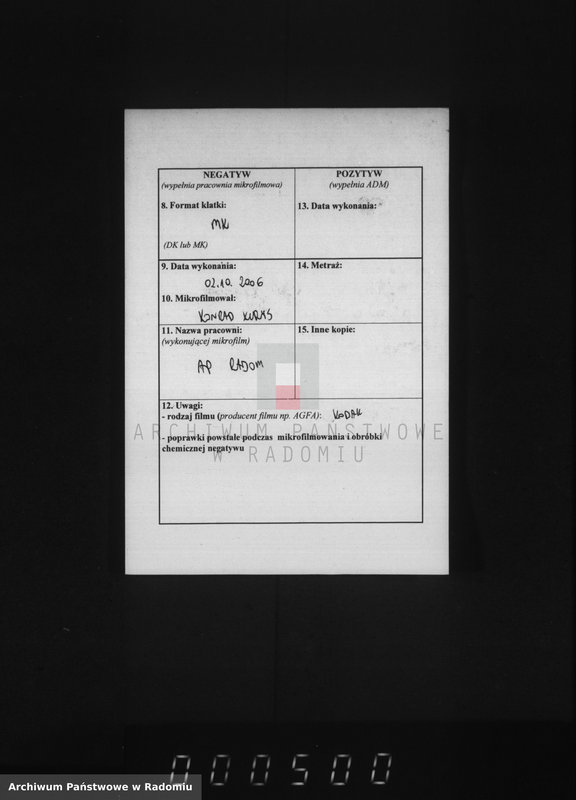 NEGATYW
(wypełnia pracownia mikrofilmowa)
8. Format klatki:
MK
(DK lub MK)
POZYTYW
(wypełnia ADM)
13. Data wykonania:
9. Data wykonania:
02.10.2006
10. Mikrofilmował:
KONRAD KURKS
14. Metraż:
11. Nazwa pracowni:
(wykonującej mikrofilm)
AP RADOM
15. Inne kopie:
12. Uwagi:
- rodzaj filmu (producent filmu np. AGFA): KODAK
- poprawki powstałe podczas mikrofilmowania i obróbki
chemicznej negatywu
ARCHIWUM PAŃSTWOWE
W RADOMIU
000500
Archiwum Państwowe w Radomiu